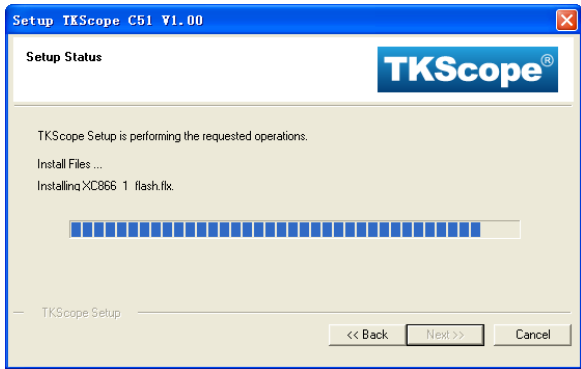 Setup TKScope C51 V1.00
Setup Status
TKScope®
TKScope Setup is performing the requested operations.
Install Files ...
Installing XC866 1 flash.flx.
TKScope Setup
<< Back
Next >>
Cancel